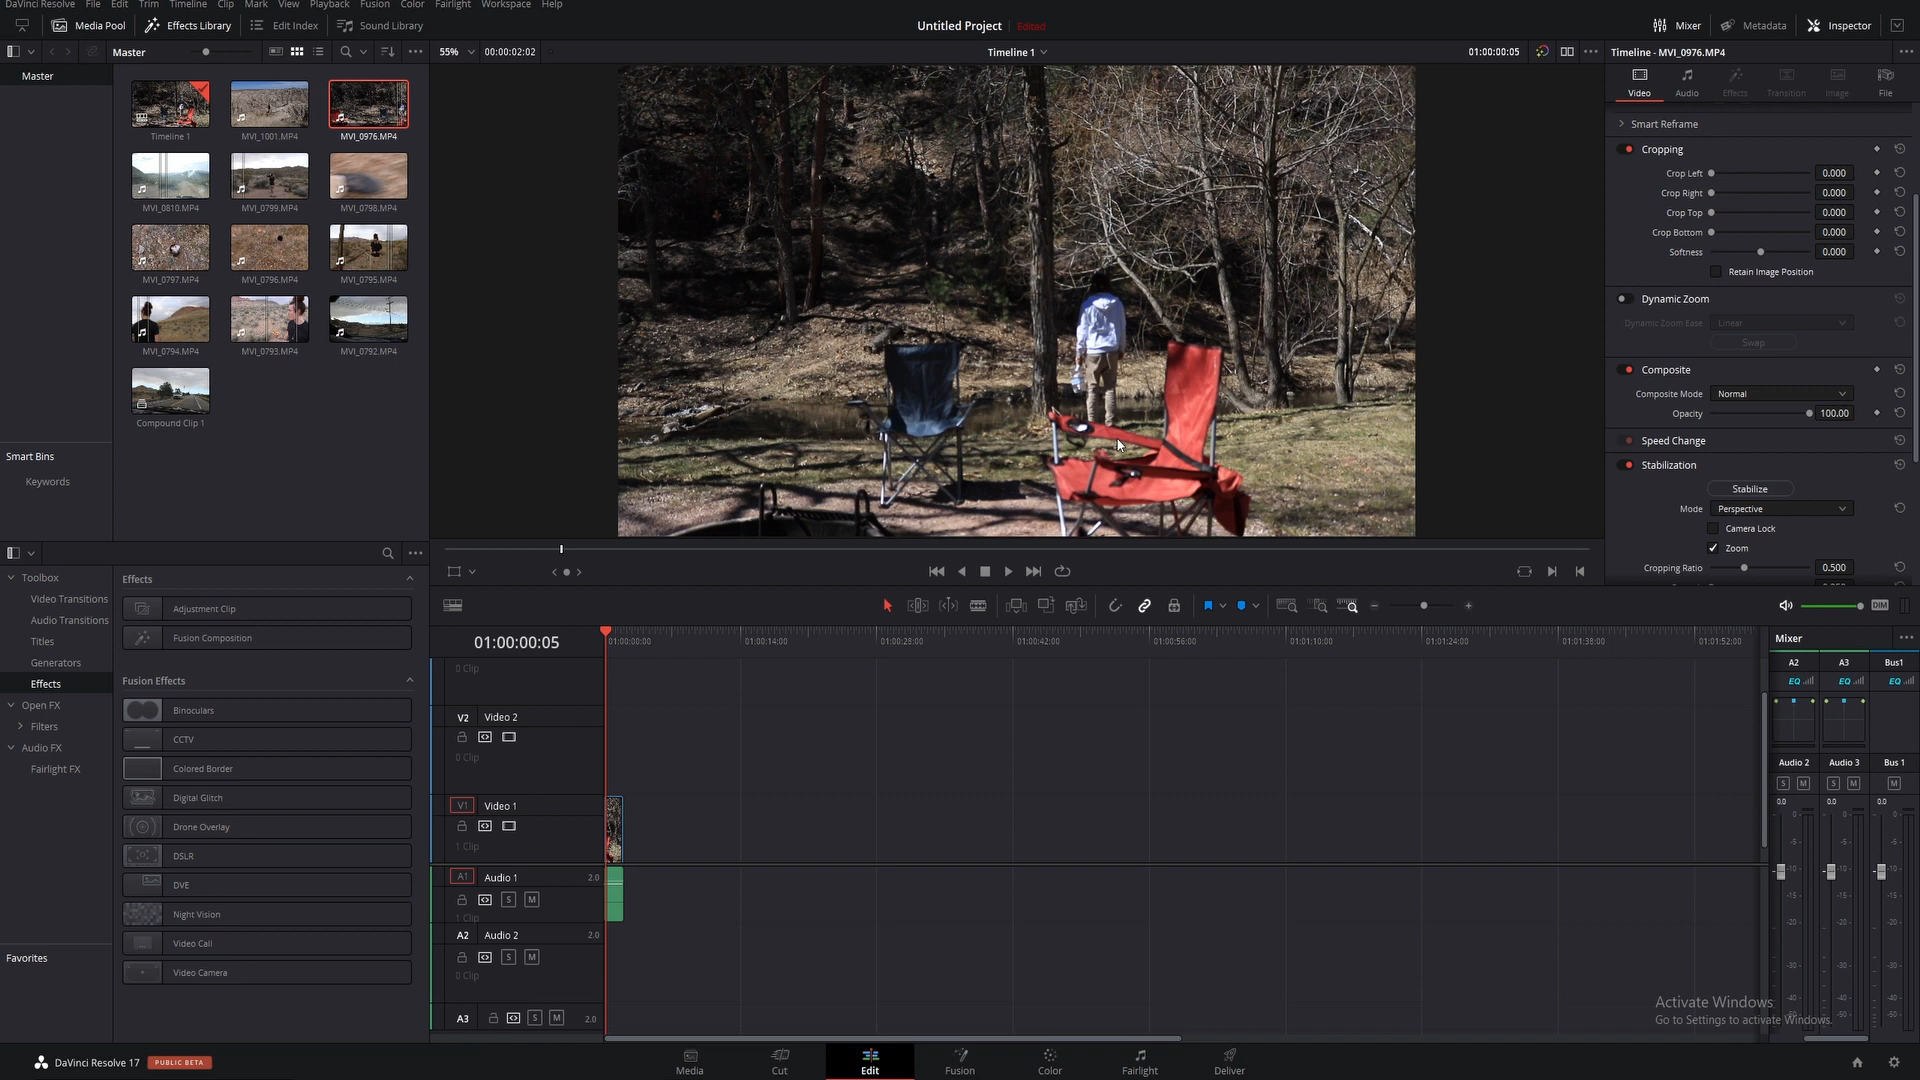 DaVinci Resolve File Edit Trim Timeline Clip Mark View Playback Fusion Color Fairlight Workspace Help
Media Pool Effects Library Edit Index Sound Library Untitled Project Edited Mixer Metadata Inspector
Master 55% 00:00:02:02 Timeline 1 01:00:00:05 Timeline - MVI_0976.MP4
Master
Timeline 1 MVI_1001.MP4 MVI_0976.MP4
MVI_0810.MP4 MVI_0799.MP4 MVI_0798.MP4
MVI_0797.MP4 MVI_0796.MP4 MVI_0795.MP4
MVI_0794.MP4 MVI_0793.MP4 MVI_0792.MP4
Compound Clip 1
Smart Bins
Keywords
Video Audio Effects Transition Image File
Smart Reframe
Cropping
Crop Left 0.000
Crop Right 0.000
Crop Top 0.000
Crop Bottom 0.000
Softness 0.000
Retain Image Position
Dynamic Zoom
Dynamic Zoom Ease Linear
Swap
Composite
Composite Mode Normal
Opacity 100.00
Speed Change
Stabilization
Stabilize
Mode Perspective
Camera Lock
Zoom
Cropping Ratio 0.500
Toolbox
Video Transitions
Audio Transitions
Titles
Generators
Effects
Open FX
Filters
Audio FX
Fairlight FX
Favorites
Effects
Adjustment Clip
Fusion Composition
Fusion Effects
Binoculars
CCTV
Colored Border
Digital Glitch
Drone Overlay
DSLR
DVE
Night Vision
Video Call
Video Camera
DIM
01:00:00:05 01:00:00:00 01:00:14:00 01:00:28:00 01:00:42:00 01:00:56:00 01:01:10:00 01:01:24:00 01:01:38:00 01:01:52:00
0 Clip
V2 Video 2
0 Clip
V1 Video 1
1 Clip
A1 Audio 1 2.0
S M
1 Clip
A2 Audio 2 2.0
S M
0 Clip
A3 S M 2.0
Mixer
A2 A3 Bus1
EQ EQ EQ
Audio 2 Audio 3 Bus 1
S M S M M
0.0 0.0 0.0
0 0 0
-5 -5 -5
-10 -10 -10
-15 -15 -15
-20 -20 -20
-30 -30 -30
-40 -40 -40
-50 -50 -50
Activate Windows
Go to Settings to activate Windows.
DaVinci Resolve 17 PUBLIC BETA
Media Cut Edit Fusion Color Fairlight Deliver